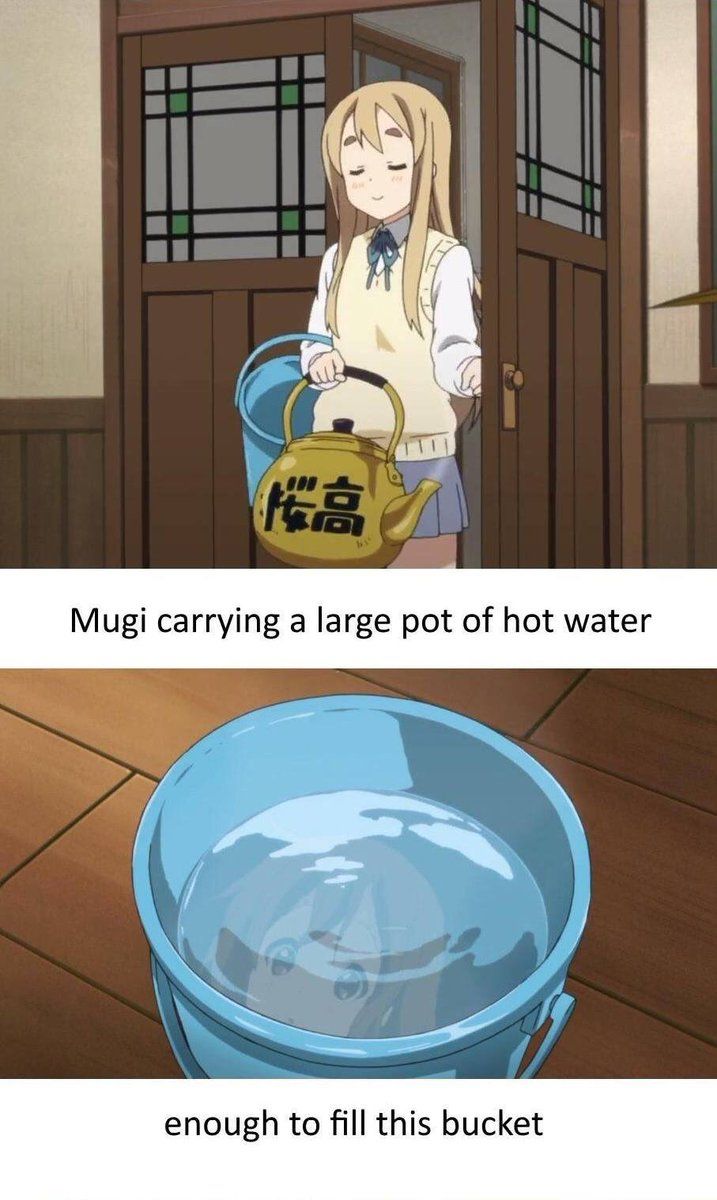 桜高
Mugi carrying a large pot of hot water
enough to fill this bucket